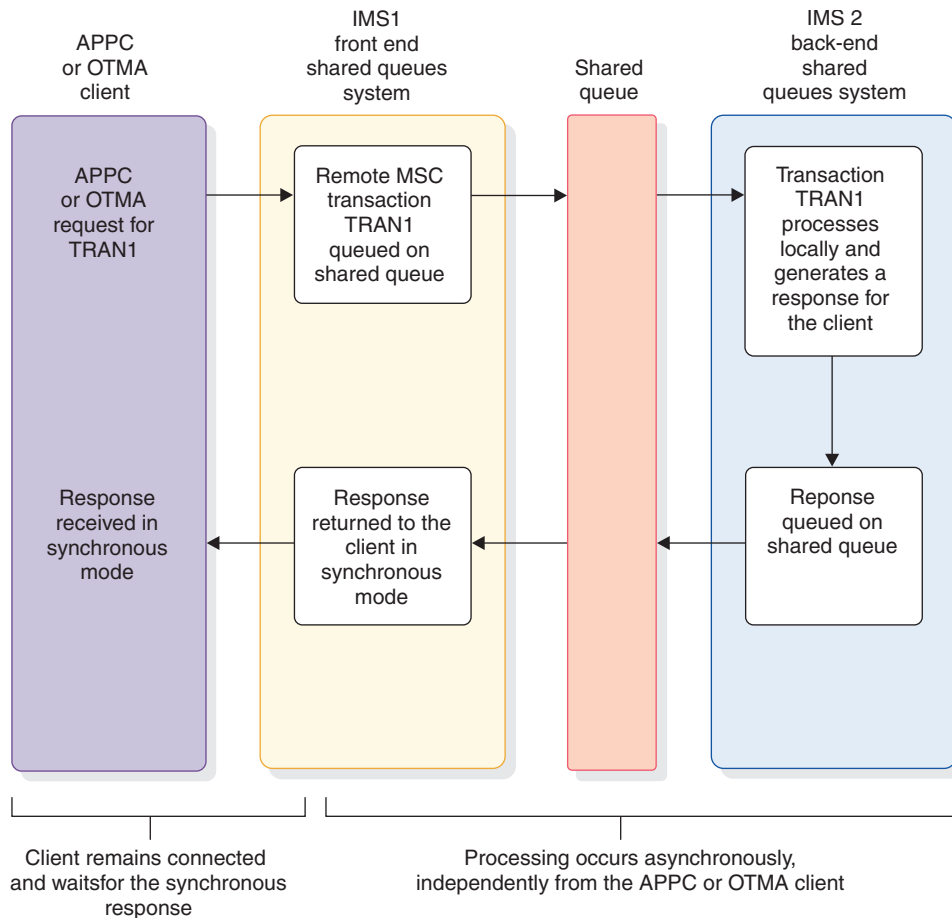 APPC
or OTMA
client
IMS1
front end
shared queues
system
Shared
queue
IMS 2
back-end
shared
queues system
APPC
or OTMA
request for
TRAN1
Remote MSC
transaction
TRAN1
queued on
shared queue
Transaction
TRAN1
processes
locally and
generates a
response for
the client
Response
received in
synchronous
mode
Response
returned to the
client in
synchronous
mode
Reponse
queued on
shared queue
Client remains connected
and waitsfor the synchronous
response
Processing occurs asynchronously,
independently from the APPC or OTMA client